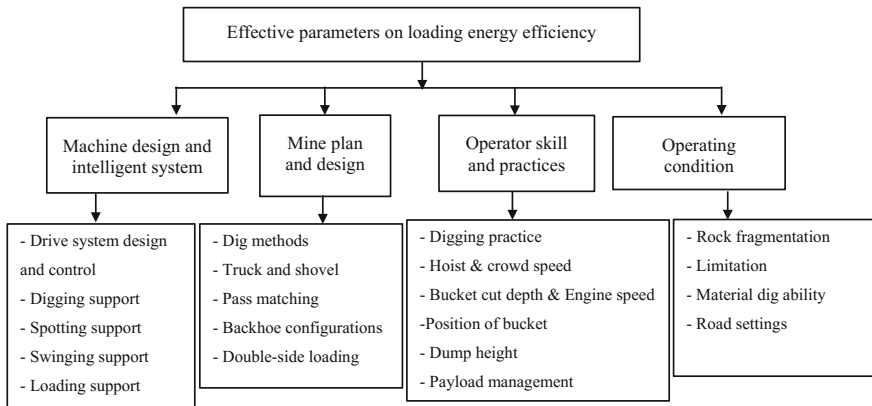 Effective parameters on loading energy efficiency
Machine design and
intelligent system
Mine plan
and design
Operator skill
and practices
Operating
condition
- Drive system design
and control
- Digging support
- Spotting support
- Swinging support
- Loading support
- Dig methods
- Truck and shovel
- Pass matching
- Backhoe configurations
- Double-side loading
- Digging practice
- Hoist & crowd speed
- Bucket cut depth & Engine speed
-Position of bucket
- Dump height
- Payload management
- Rock fragmentation
- Limitation
- Material dig ability
- Road settings